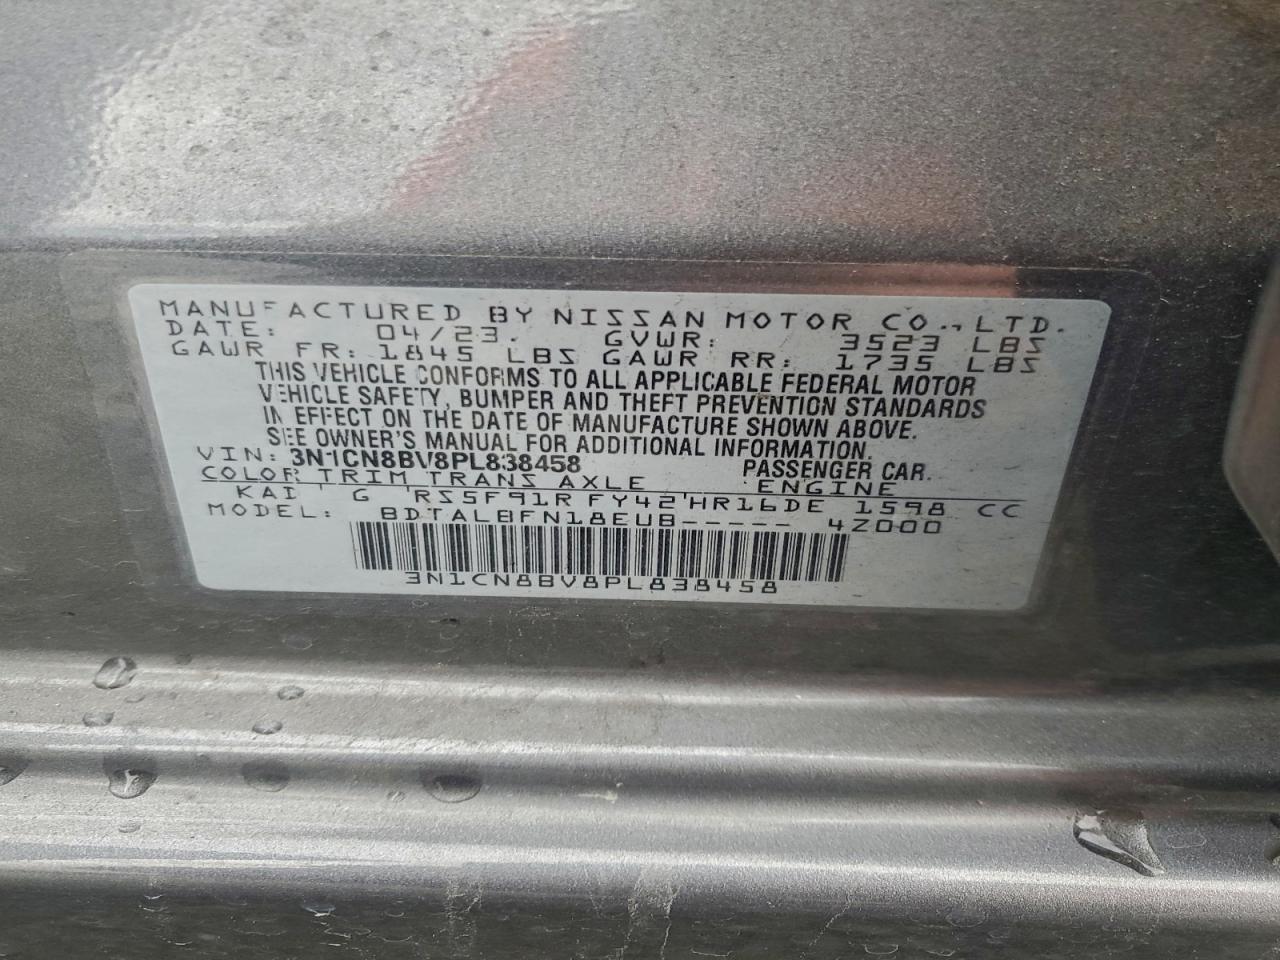 MANUFACTURED BY NISSAN MOTOR CO., LTD.
DATE: 04/23. GVWR: 3523 LBS
GAWR FR: 1845 LBS GAWR RR: 1735 LBS
THIS VEHICLE CONFORMS TO ALL APPLICABLE FEDERAL MOTOR
VEHICLE SAFETY, BUMPER AND THEFT PREVENTION STANDARDS
IN EFFECT ON THE DATE OF MANUFACTURE SHOWN ABOVE.
SEE OWNER'S MANUAL FOR ADDITIONAL INFORMATION.
VIN: 3N1CN8BV8PL838458 PASSENGER CAR.
COLOR TRIM TRANS AXLE ENGINE
KAD G RS5F91R FY42 HR16DE 1598 CC
MODEL: BDTALBFN18EUB----- 42000
3N1CN8BV8PL838458